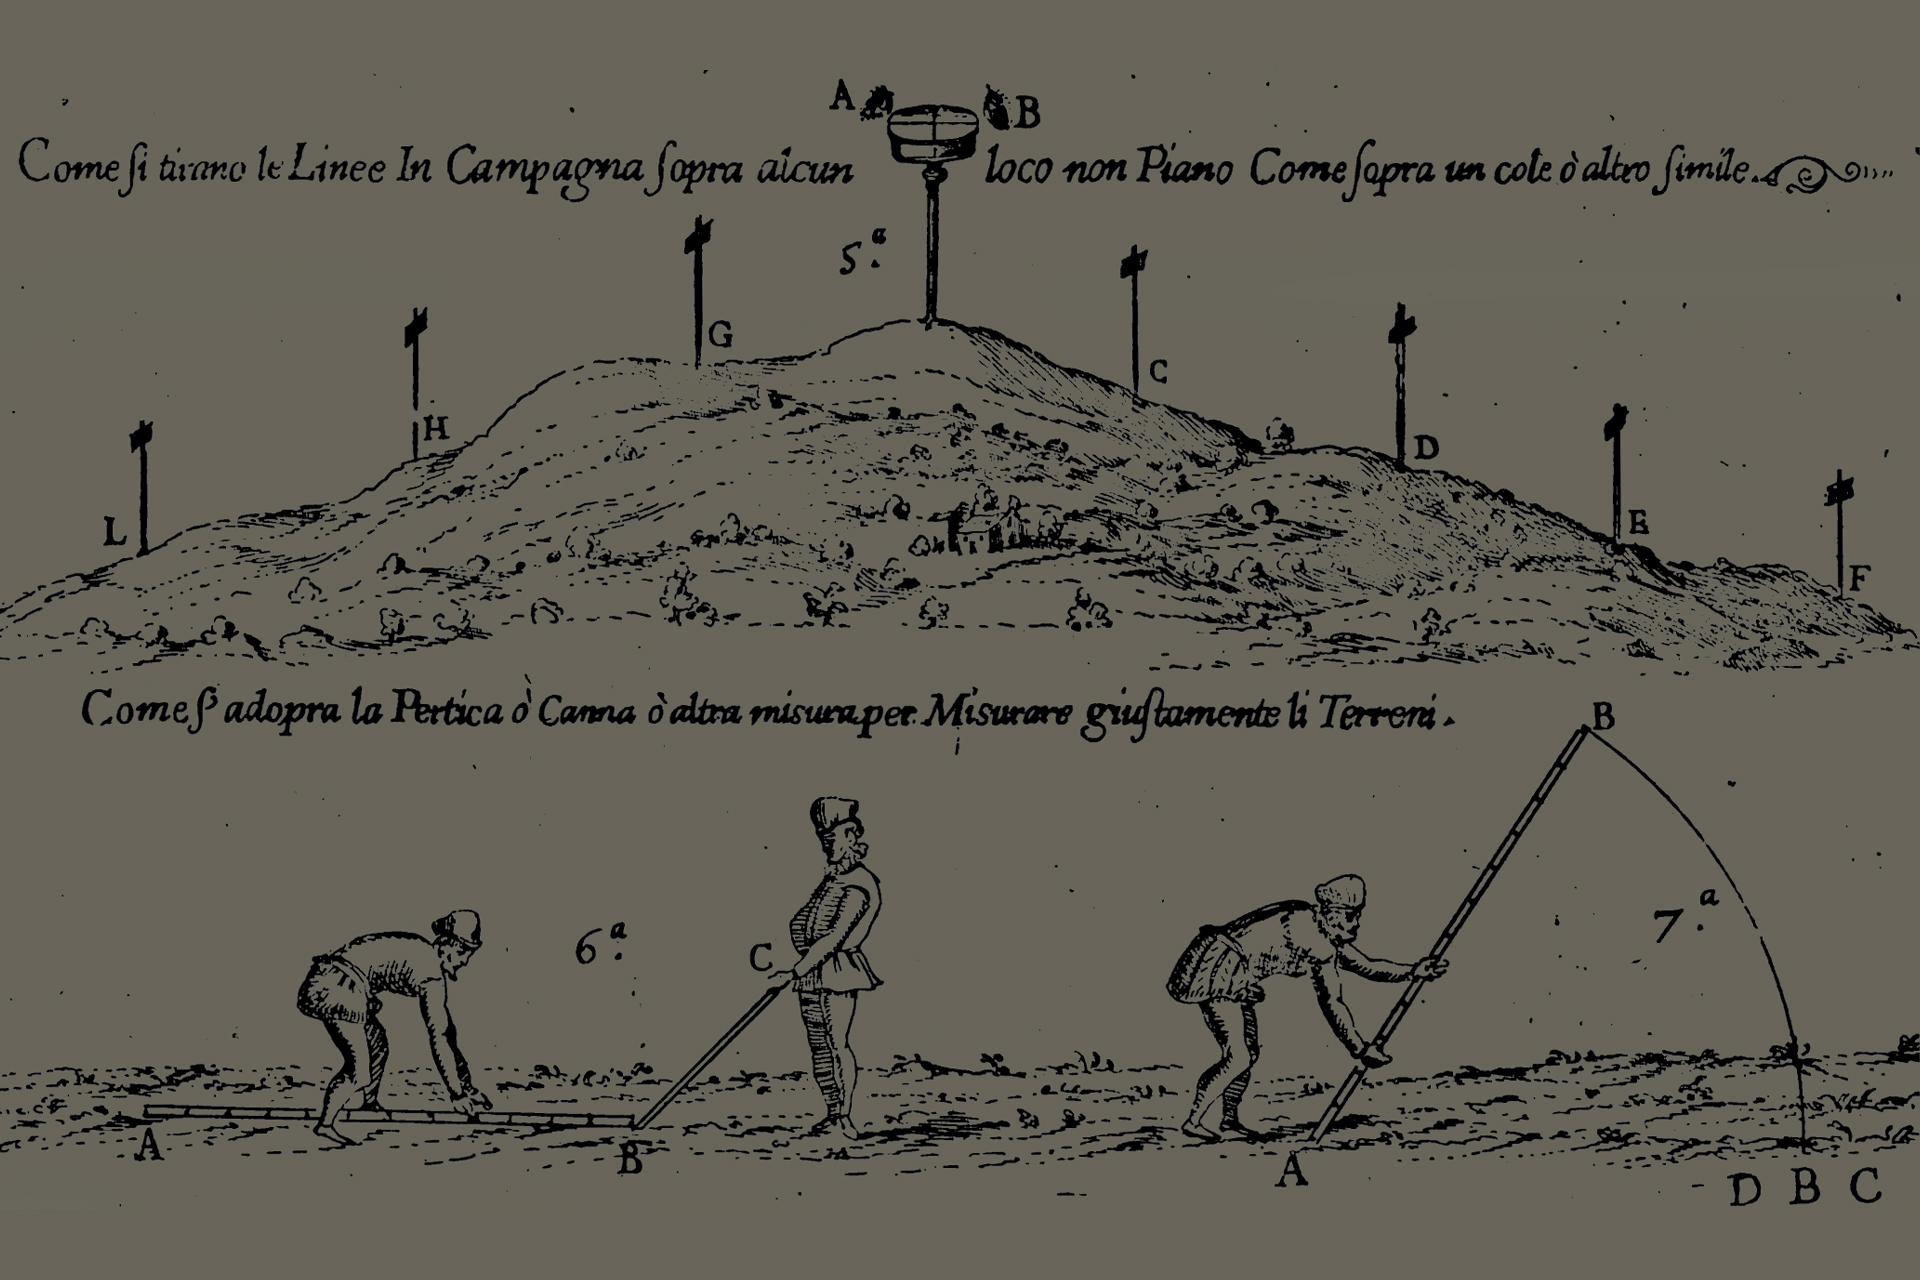 A B
Come ſi tirano le Linee In Campagna ſopra alcun loco non Piano Come ſopra un cole ò altro ſimile.
5.ª
G
C
H
D
L
E
F
Come s' adopra la Pertica ò Canna ò altra misura per Misurare giuſtamente li Terreni.
B
7.ª
6.ª
C
A
B
A
D B C